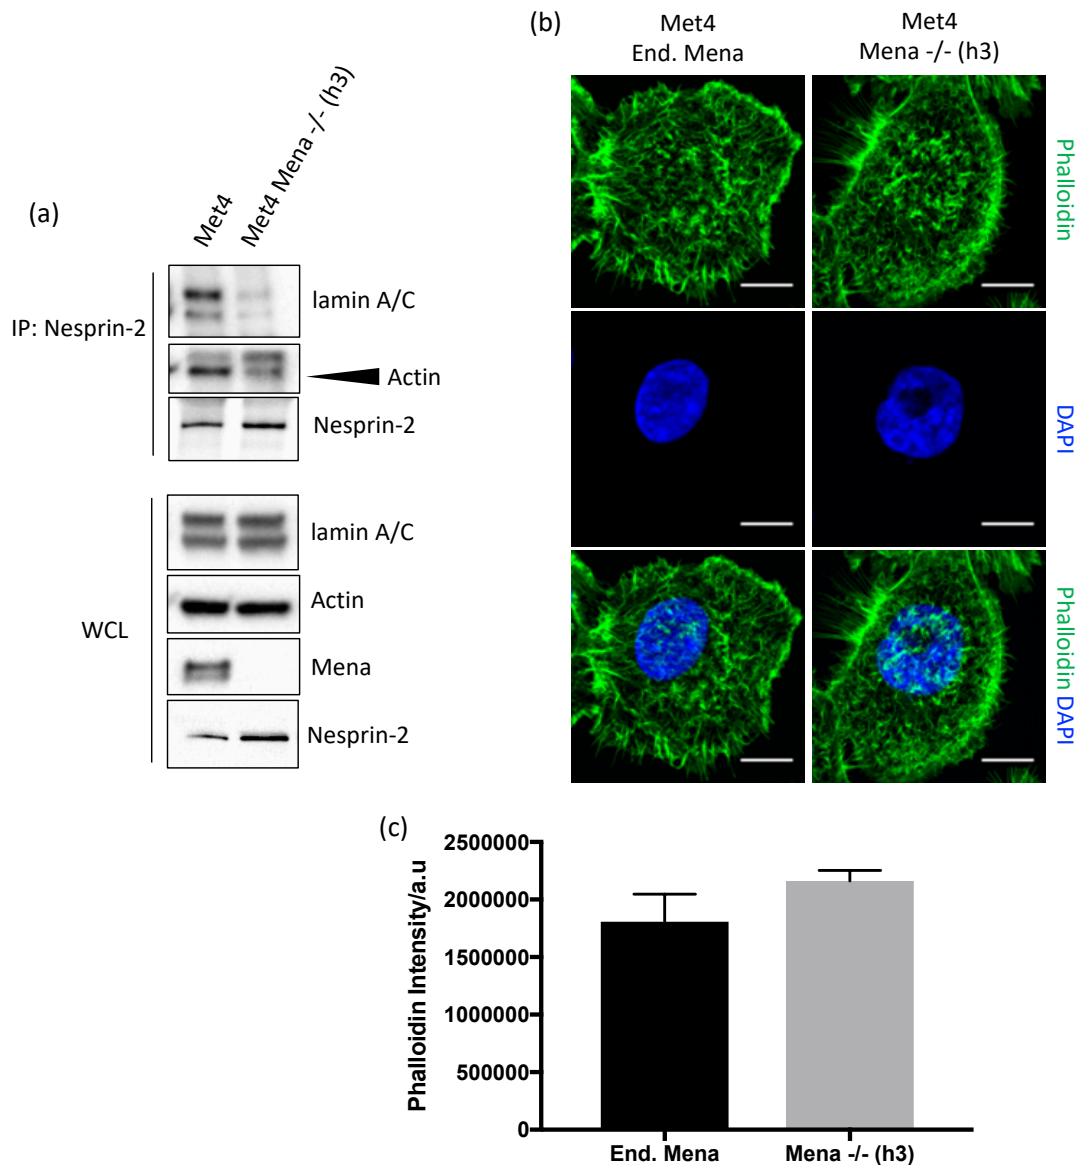 (a)
Met4
Met4 Mena -/- (h3)
IP: Nesprin-2
lamin A/C
Actin
Nesprin-2
WCL
lamin A/C
Actin
Mena
Nesprin-2
(b)
Met4
End. Mena
Met4
Mena -/- (h3)
Phalloidin
DAPI
Phalloidin DAPI
(c)
Phalloidin Intensity/a.u
2500000
2000000
1500000
1000000
500000
0
End. Mena
Mena -/- (h3)